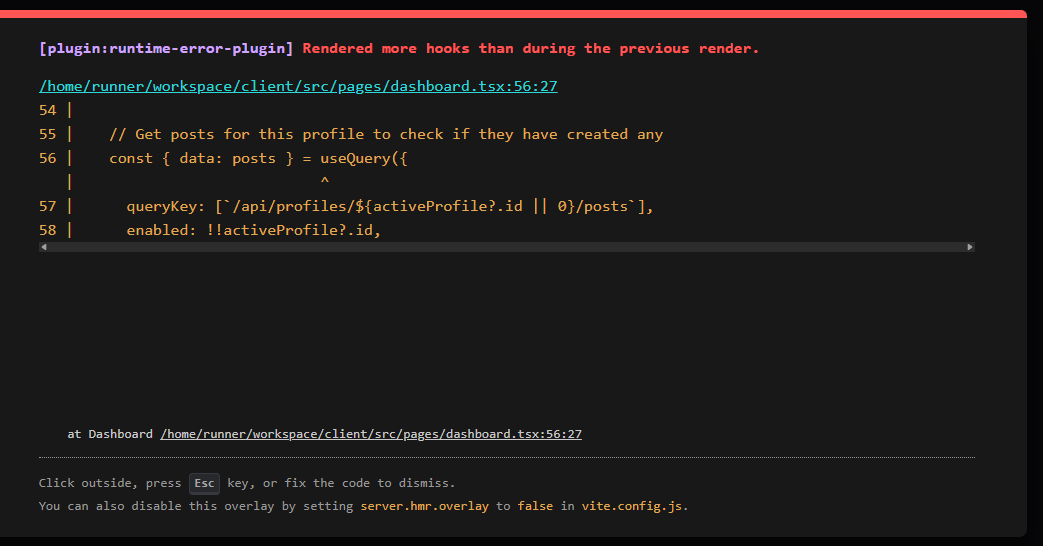 [plugin:runtime-error-plugin] Rendered more hooks than during the previous render.
/home/runner/workspace/client/src/pages/dashboard.tsx:56:27
54 |
55 |    // Get posts for this profile to check if they have created any
56 |    const { data: posts } = useQuery({
   |                            ^
57 |      queryKey: [`/api/profiles/${activeProfile?.id || 0}/posts`],
58 |      enabled: !!activeProfile?.id,
at Dashboard /home/runner/workspace/client/src/pages/dashboard.tsx:56:27
Click outside, press Esc key, or fix the code to dismiss.
You can also disable this overlay by setting server.hmr.overlay to false in vite.config.js.